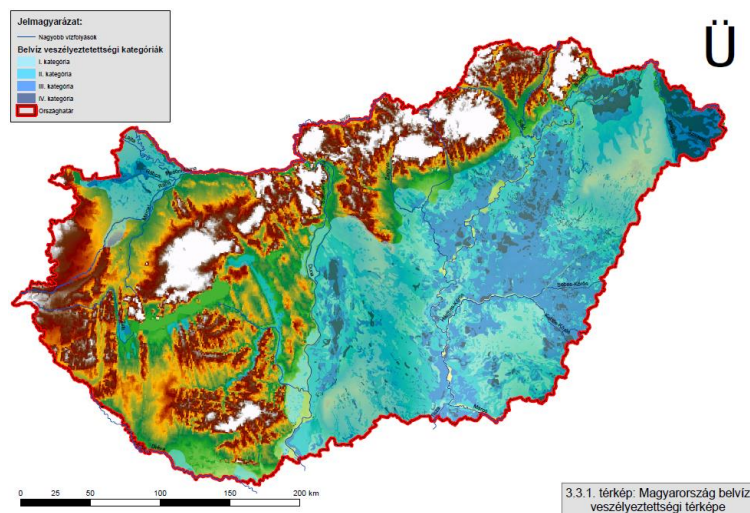 Jelmagyarázat:
Nagyobb vízfolyások
Belvíz veszélyeztetettségi kategóriák
I. kategória
II. kategória
III. kategória
IV. kategória
Országhatár
Ü
0 25 50 100 150 200 km
3.3.1. térkép: Magyarország belvíz
veszélyeztettségi térképe